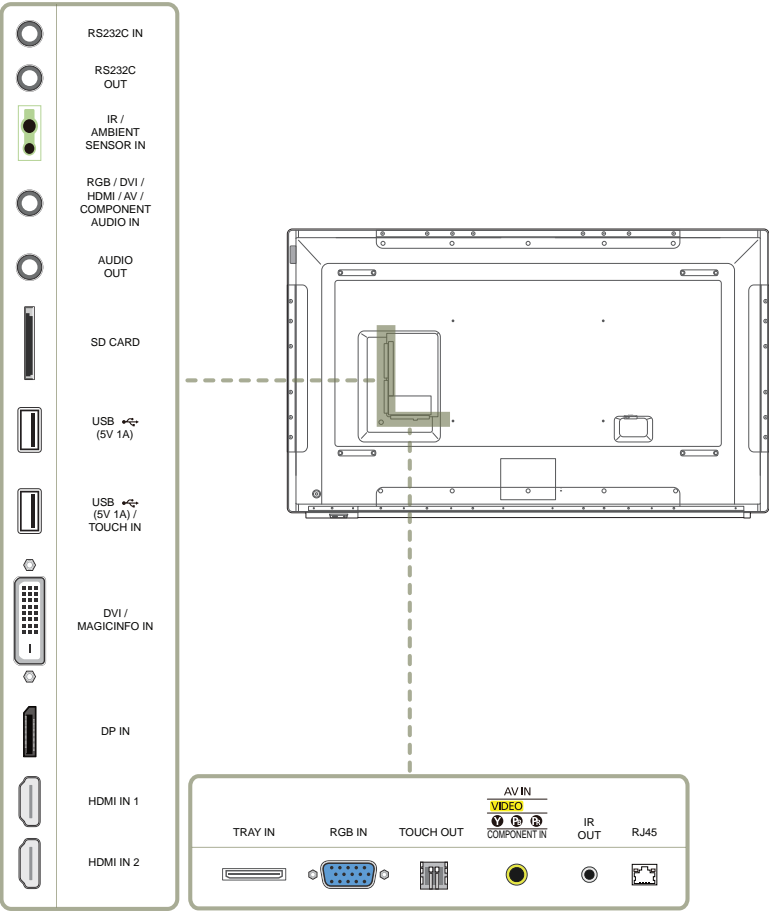 RS232C IN
RS232C
OUT
IR /
AMBIENT
SENSOR IN
RGB / DVI /
HDMI / AV /
COMPONENT
AUDIO IN
AUDIO
OUT
SD CARD
USB
(5V 1A)
USB
(5V 1A) /
TOUCH IN
DVI /
MAGICINFO IN
DP IN
HDMI IN 1
HDMI IN 2
TRAY IN
RGB IN
TOUCH OUT
AV IN
VIDEO
Y PB PR
COMPONENT IN
IR
OUT
RJ45